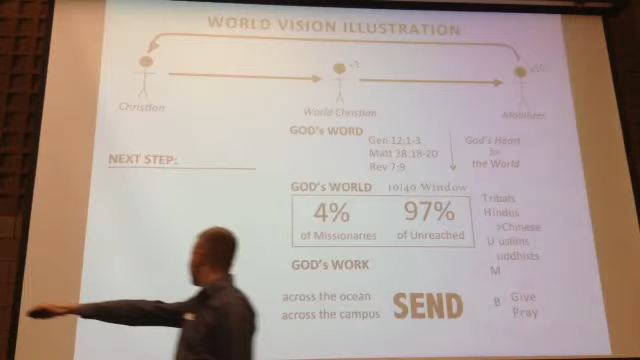 WORLD VISION ILLUSTRATION
x3
x10
Christian
World Christian
Mobilizer
GOD's WORD
Gen 12:1-3
Matt 28:18-20
Rev 7:9
God's Heart
for
the World
NEXT STEP:
GOD's WORLD 10/40 Window
4%
of Missionaries
97%
of Unreached
Tribals
Hindus
>Chinese
U uslims
uddhists
M
B
GOD's WORK
across the ocean
across the campus
SEND
Give
Pray